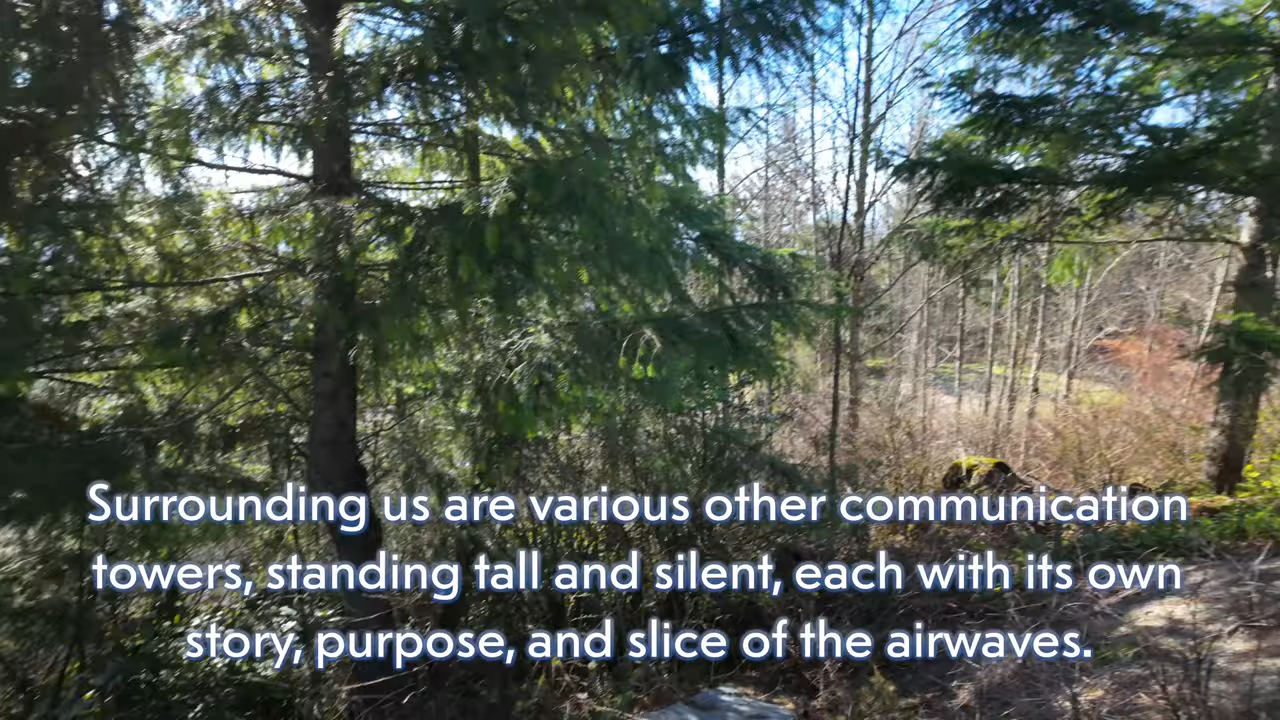 Surrounding us are various other communication
towers, standing tall and silent, each with its own
story, purpose, and slice of the airwaves.